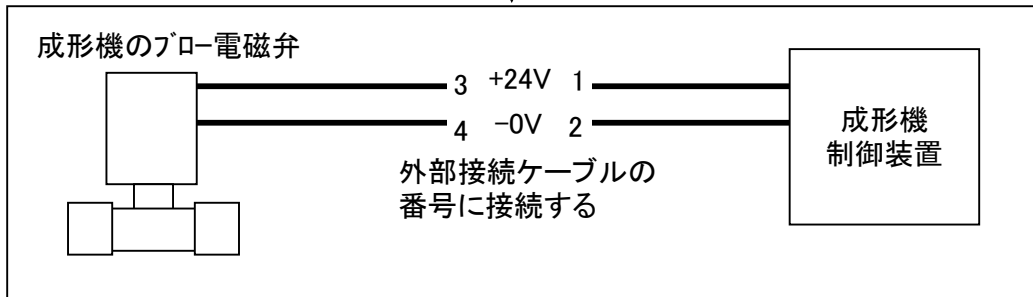 成形機のﾌﾞﾛｰ電磁弁
3 +24V 1
4 -0V 2
外部接続ケーブルの
番号に接続する
成形機
制御装置